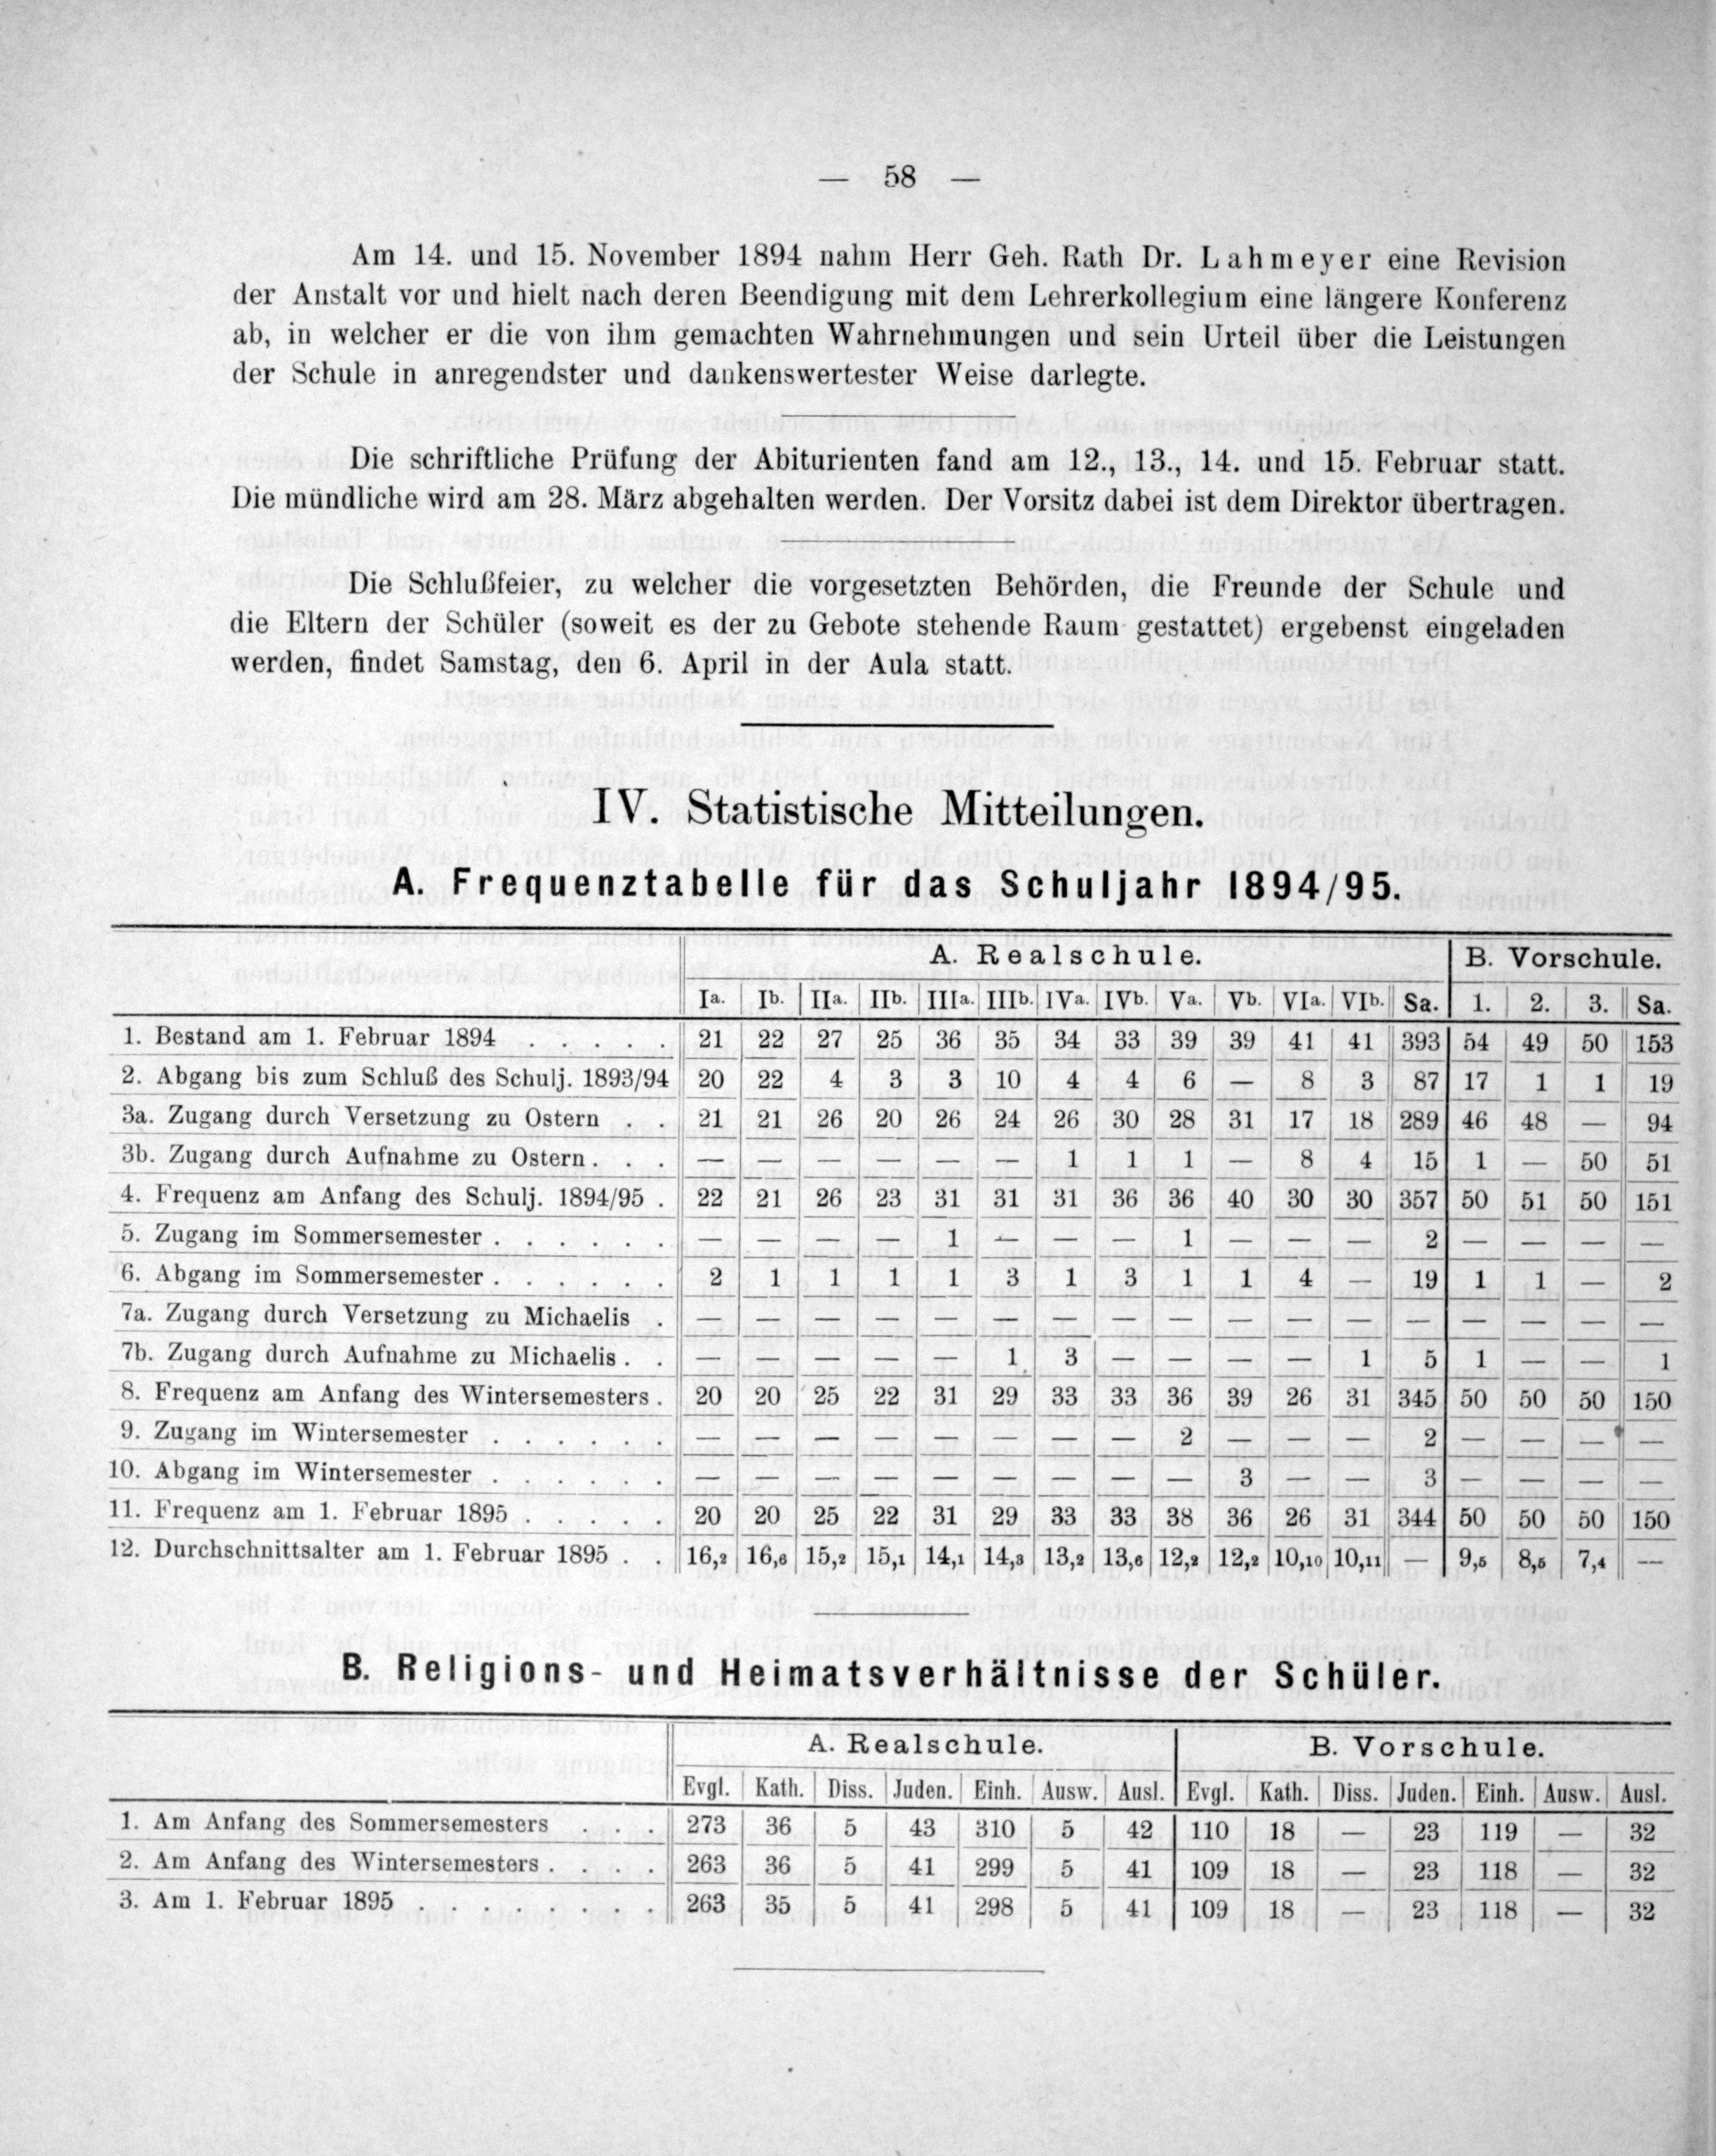 — 58 —
Am 14. und 15. November 1894 nahm Herr Geh. Rath Dr. Lahmeyer eine Revision
der Anstalt vor und hielt nach deren Beendigung mit dem Lehrerkollegium eine längere Konferenz
ab, in welcher er die von ihm gemachten Wahrnehmungen und sein Urteil über die Leistungen
der Schule in anregendster und dankenswertester Weise darlegte.
Die schriftliche Prüfung der Abiturienten fand am 12., 13., 14. und 15. Februar statt.
Die mündliche wird am 28. März abgehalten werden. Der Vorsitz dabei ist dem Direktor übertragen.
Die Schlußfeier, zu welcher die vorgesetzten Behörden, die Freunde der Schule und
die Eltern der Schüler (soweit es der zu Gebote stehende Raum gestattet) ergebenst eingeladen
werden, findet Samstag, den 6. April in der Aula statt.
IV. Statistische Mitteilungen.
A. Frequenztabelle für das Schuljahr 1894/95.
A. Realschule. B. Vorschule.
Ia. Ib. IIa. IIb. IIIa. IIIb. IVa. IVb. Va. Vb. VIa. VIb. Sa. 1. 2. 3. Sa.
1. Bestand am 1. Februar 1894 . . . . . 21 22 27 25 36 35 34 33 39 39 41 41 393 54 49 50 153
2. Abgang bis zum Schluß des Schulj. 1893/94 20 22 4 3 3 10 4 4 6 — 8 3 87 17 1 1 19
3a. Zugang durch Versetzung zu Ostern . . 21 21 26 20 26 24 26 30 28 31 17 18 289 46 48 — 94
3b. Zugang durch Aufnahme zu Ostern . . . — — — — — — 1 1 1 — 8 4 15 1 — 50 51
4. Frequenz am Anfang des Schulj. 1894/95 . 22 21 26 23 31 31 31 36 36 40 30 30 357 50 51 50 151
5. Zugang im Sommersemester . . . . . . — — — — 1 — — — 1 — — — 2 — — — —
6. Abgang im Sommersemester . . . . . . 2 1 1 1 1 3 1 3 1 1 4 — 19 1 1 — 2
7a. Zugang durch Versetzung zu Michaelis . — — — — — — — — — — — — — — — — —
7b. Zugang durch Aufnahme zu Michaelis . . — — — — — 1 3 — — — — 1 5 1 — — 1
8. Frequenz am Anfang des Wintersemesters . 20 20 25 22 31 29 33 33 36 39 26 31 345 50 50 50 150
9. Zugang im Wintersemester . . . . . . — — — — — — — — 2 — — — 2 — — — —
10. Abgang im Wintersemester . . . . . . — — — — — — — — — 3 — — 3 — — — —
11. Frequenz am 1. Februar 1895 . . . . . 20 20 25 22 31 29 33 33 38 36 26 31 344 50 50 50 150
12. Durchschnittsalter am 1. Februar 1895 . . 16,2 16,6 15,2 15,1 14,1 14,3 13,2 13,6 12,2 12,2 10,10 10,11 — 9,5 8,5 7,4 —
B. Religions- und Heimatsverhältnisse der Schüler.
A. Realschule. B. Vorschule.
Evgl. Kath. Diss. Juden. Einh. Ausw. Ausl. Evgl. Kath. Diss. Juden. Einh. Ausw. Ausl.
1. Am Anfang des Sommersemesters . . . 273 36 5 43 310 5 42 110 18 — 23 119 — 32
2. Am Anfang des Wintersemesters . . . . 263 36 5 41 299 5 41 109 18 — 23 118 — 32
3. Am 1. Februar 1895 . . . . . . . . 263 35 5 41 298 5 41 109 18 — 23 118 — 32